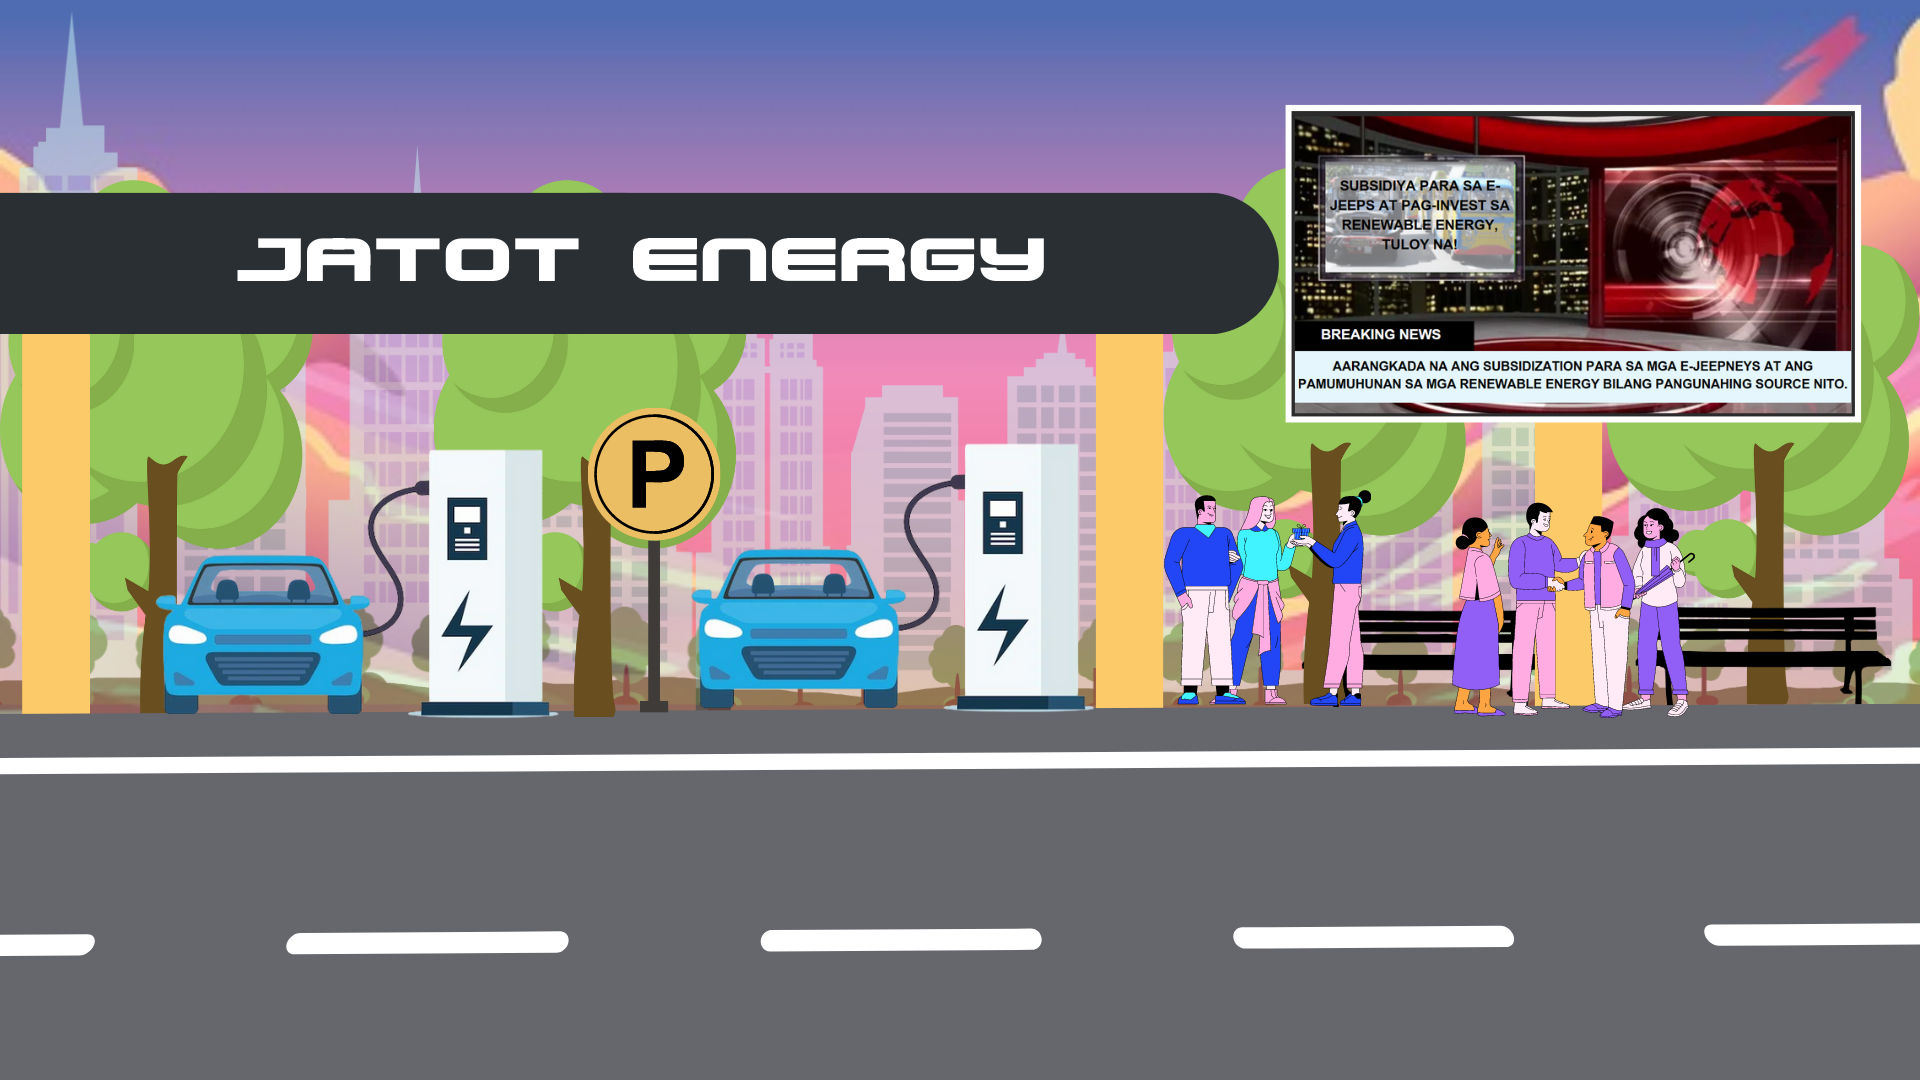 JATOT ENERGY
SUBSIDIYA PARA SA E-
JEEPS AT PAG-INVEST SA
RENEWABLE ENERGY,
TULOY NA!
BREAKING NEWS
AARANGKADA NA ANG SUBSIDIZATION PARA SA MGA E-JEEPNEYS AT ANG
PAMUMUHUNAN SA MGA RENEWABLE ENERGY BILANG PANGUNAHING SOURCE NITO.
P